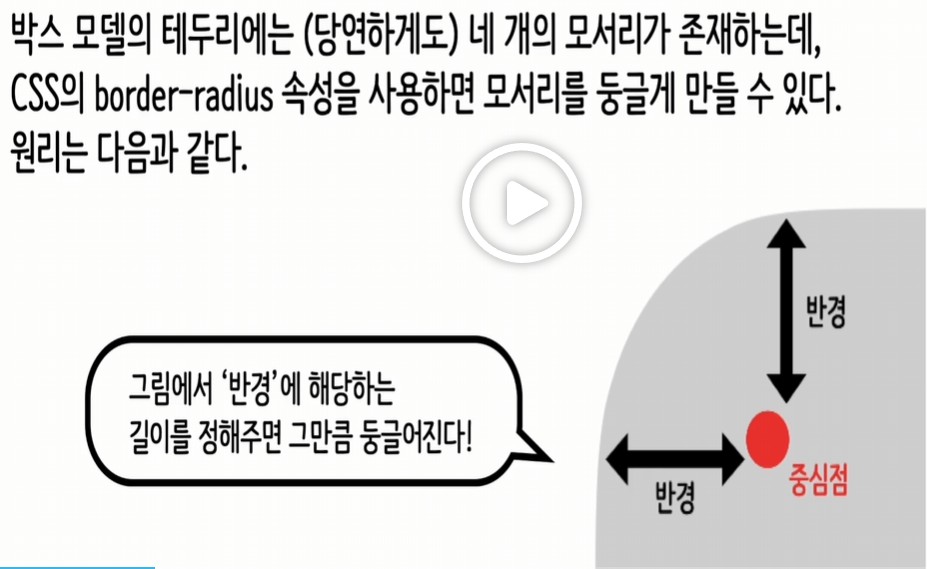 박스 모델의 테두리에는 (당연하게도) 네 개의 모서리가 존재하는데,
CSS의 border-radius 속성을 사용하면 모서리를 둥글게 만들 수 있다.
원리는 다음과 같다.
반경
그림에서 ‘반경’에 해당하는
길이를 정해주면 그만큼 둥글어진다!
중심점
반경